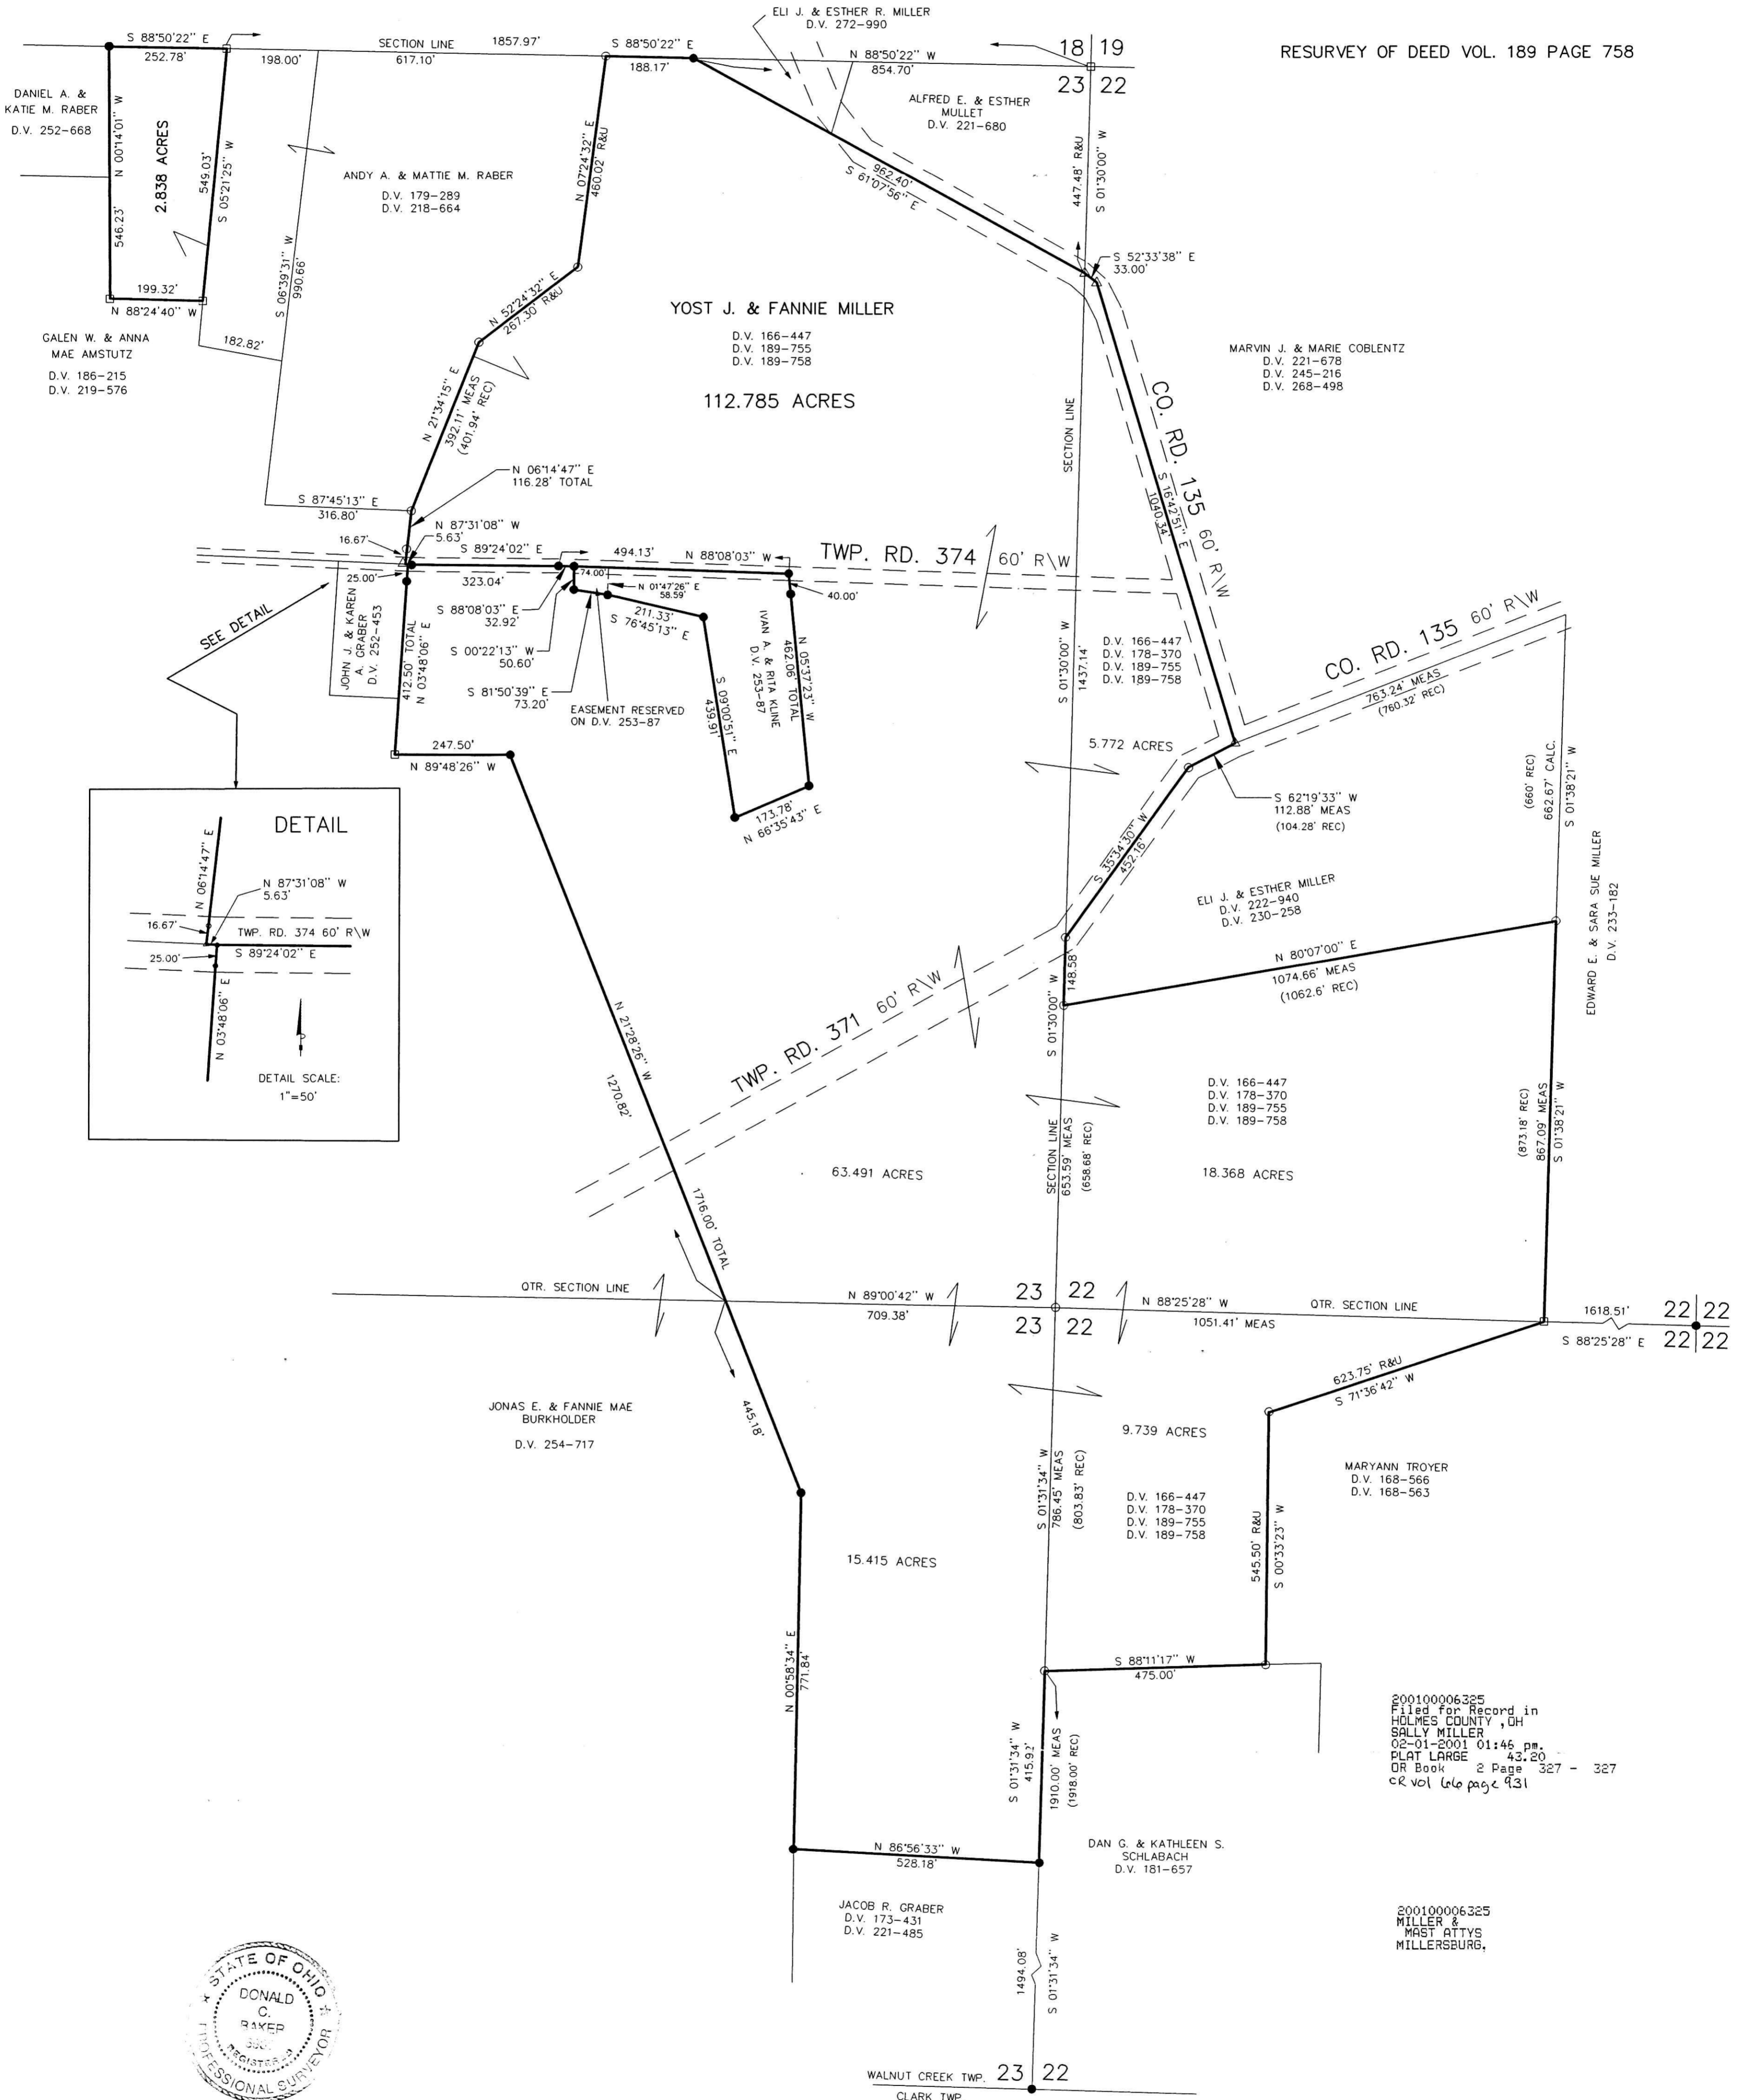 RESURVEY OF DEED VOL. 189 PAGE 758
ELI J. & ESTHER R. MILLER
D.V. 272-990
S 88°50'22" E
252.78'
198.00'
SECTION LINE
1857.97'
617.10'
S 88°50'22" E
188.17'
N 88°50'22" W
854.70'
18 19
23 22
DANIEL A. &
KATIE M. RABER
D.V. 252-668
N 00°14'01" W
546.23'
2.838 ACRES
549.03'
S 05°21'25" W
199.32'
N 88°24'40" W
182.82'
GALEN W. & ANNA
MAE AMSTUTZ
D.V. 186-215
D.V. 219-576
S 06°39'31" W
990.66'
ANDY A. & MATTIE M. RABER
D.V. 179-289
D.V. 218-664
N 07°24'32" E
460.02' R&U
N 52°24'32" E
267.30' R&U
N 21°34'15" E
392.11' MEAS
(401.94' REC)
ALFRED E. & ESTHER
MULLET
D.V. 221-680
962.40'
S 61°07'56" E
447.48' R&U
S 01°30'00" W
S 52°33'38" E
33.00'
YOST J. & FANNIE MILLER
D.V. 166-447
D.V. 189-755
D.V. 189-758
112.785 ACRES
MARVIN J. & MARIE COBLENTZ
D.V. 221-678
D.V. 245-216
D.V. 268-498
SECTION LINE
CO. RD. 135 60' R\W
S 16°42'51" E
1040.34'
N 06°14'47" E
116.28' TOTAL
S 87°45'13" E
316.80'
N 87°31'08" W
5.63'
16.67'
S 89°24'02" E
323.04'
494.13'
N 88°08'03" W
TWP. RD. 374 60' R\W
25.00'
74.00'
N 01°47'26" E
58.59'
40.00'
S 88°08'03" E
32.92'
211.33'
S 76°45'13" E
S 00°22'13" W
50.60'
S 81°50'39" E
73.20'
EASEMENT RESERVED
ON D.V. 253-87
SEE DETAIL
JOHN J. & KAREN
A. GRABER
D.V. 252-453
412.50' TOTAL
N 03°48'06" E
IVAN A. & RITA KLINE
D.V. 253-87
N 05°37'23" W
462.06' TOTAL
S 09°00'51" E
439.91'
173.78'
N 66°35'43" E
247.50'
N 89°48'26" W
S 01°30'00" W
1437.14'
D.V. 166-447
D.V. 178-370
D.V. 189-755
D.V. 189-758
5.772 ACRES
CO. RD. 135 60' R\W
763.24' MEAS
(760.32' REC)
S 62°19'33" W
112.88' MEAS
(104.28' REC)
S 35°34'30" W
452.16'
(660' REC)
662.67' CALC.
S 01°38'21" W
EDWARD E. & SARA SUE MILLER
D.V. 233-182
ELI J. & ESTHER MILLER
D.V. 222-940
D.V. 230-258
N 80°07'00" E
1074.66' MEAS
(1062.6' REC)
148.58'
S 01°30'00" W
DETAIL
N 06°14'47" E
N 87°31'08" W
5.63'
16.67'
TWP. RD. 374 60' R\W
S 89°24'02" E
25.00'
N 03°48'06" E
DETAIL SCALE:
1"=50'
TWP. RD. 371 60' R\W
N 21°28'26" W
1270.82'
1716.00' TOTAL
63.491 ACRES
SECTION LINE
653.59' MEAS
(658.68' REC)
D.V. 166-447
D.V. 178-370
D.V. 189-755
D.V. 189-758
18.368 ACRES
(873.18' REC)
867.09' MEAS
S 01°38'21" W
QTR. SECTION LINE
N 89°00'42" W
709.38'
23 22
23 22
N 88°25'28" W
1051.41' MEAS
QTR. SECTION LINE
1618.51'
S 88°25'28" E
22 22
22 22
JONAS E. & FANNIE MAE
BURKHOLDER
D.V. 254-717
445.18'
623.75' R&U
S 71°36'42" W
9.739 ACRES
S 01°31'34" W
786.45' MEAS
(803.83' REC)
D.V. 166-447
D.V. 178-370
D.V. 189-755
D.V. 189-758
MARYANN TROYER
D.V. 168-566
D.V. 168-563
545.50' R&U
S 00°33'23" W
15.415 ACRES
N 00°58'34" E
771.84'
S 88°11'17" W
475.00'
S 01°31'34" W
415.92'
1910.00' MEAS
(1918.00' REC)
N 86°56'33" W
528.18'
DAN G. & KATHLEEN S.
SCHLABACH
D.V. 181-657
JACOB R. GRABER
D.V. 173-431
D.V. 221-485
1494.08'
S 01°31'34" W
WALNUT CREEK TWP. 23 22
CLARK TWP.
200100006325
Filed for Record in
HOLMES COUNTY , OH
SALLY MILLER
02-01-2001 01:46 pm.
PLAT LARGE 43.20
OR Book 2 Page 327 - 327
CR vol 66 page 931
200100006325
MILLER &
MAST ATTYS
MILLERSBURG,
STATE OF OHIO
DONALD
C.
BAKER
PROFESSIONAL SURVEYOR